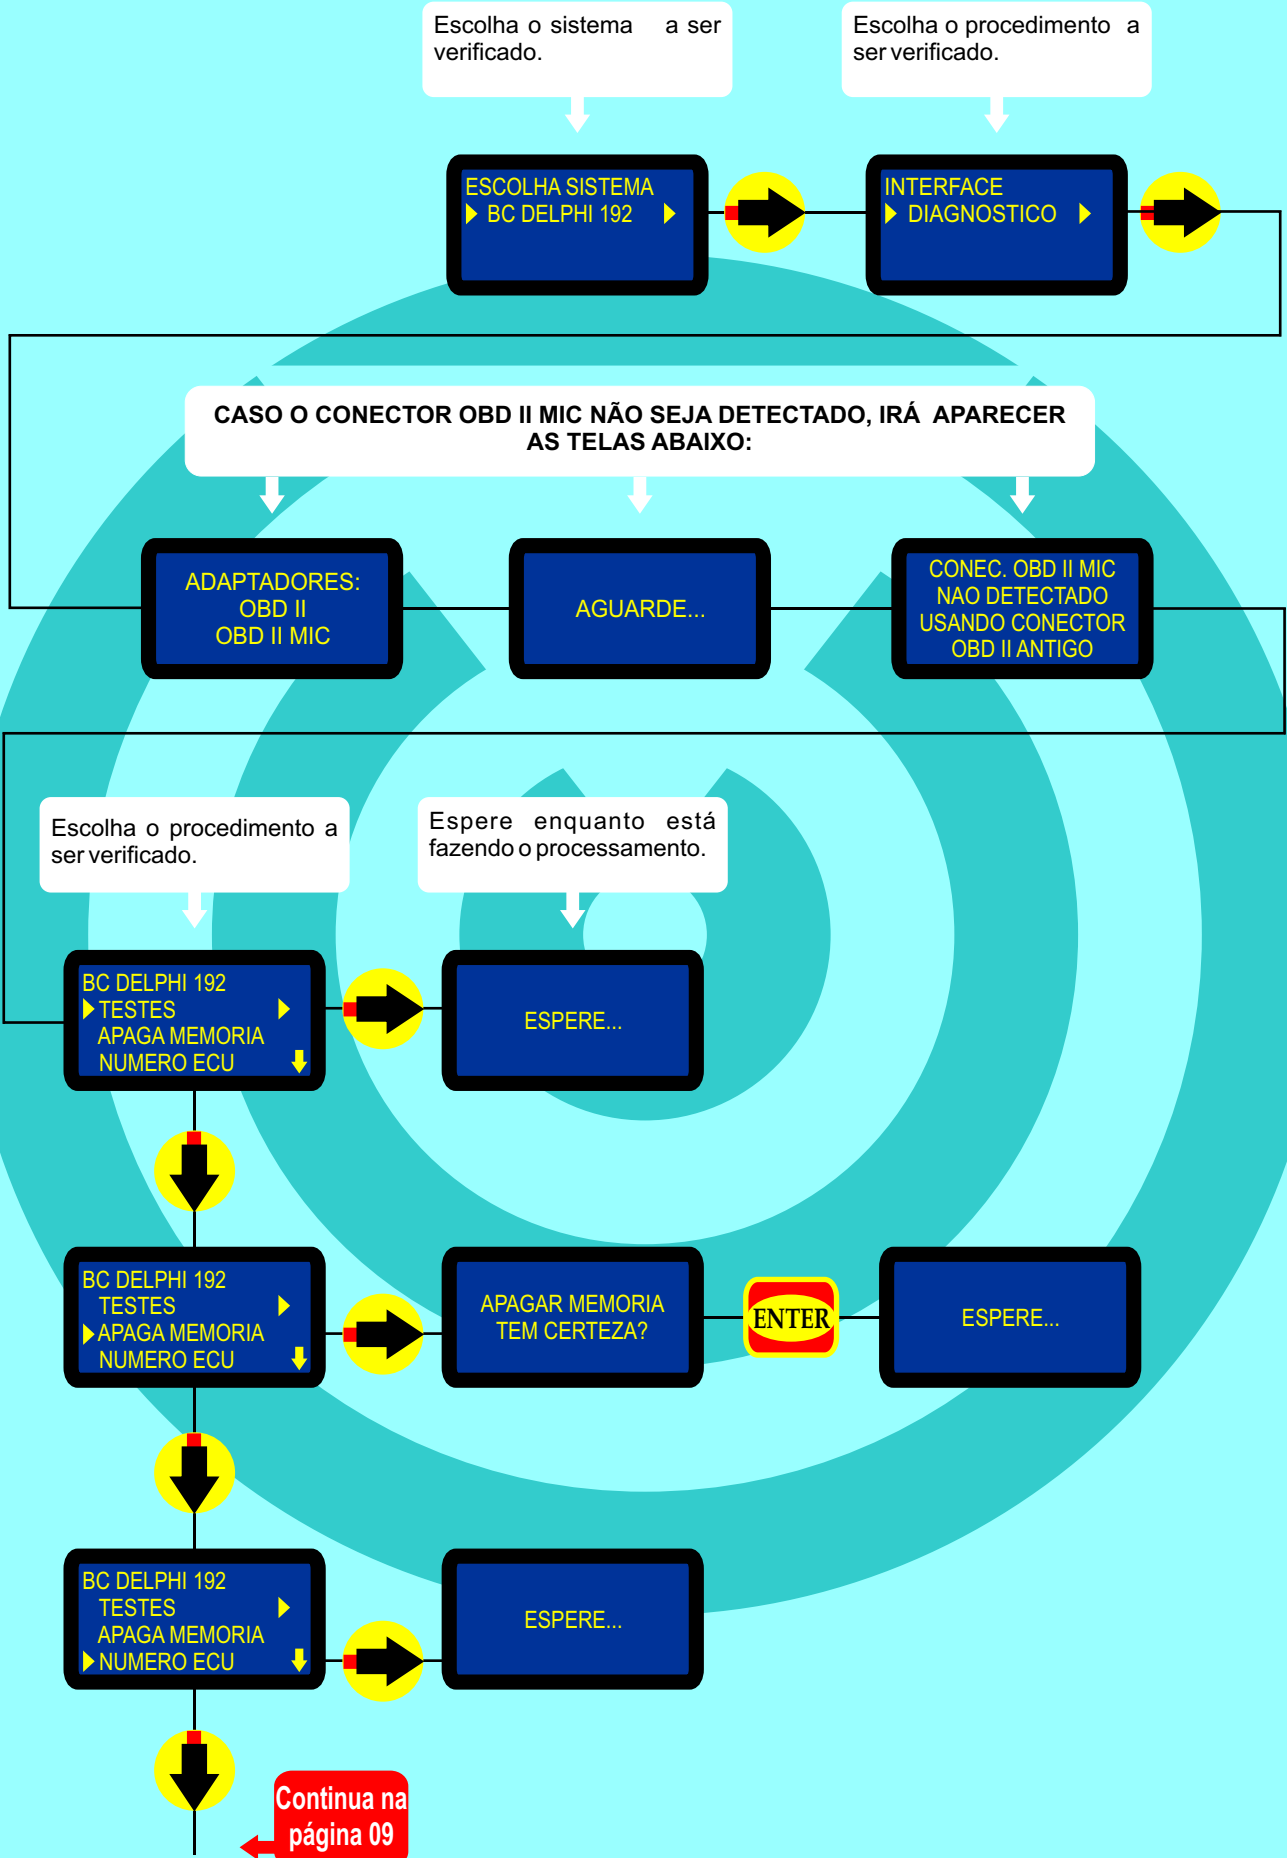 Escolha o sistema a ser
verificado.
Escolha o procedimento a
ser verificado.
ESCOLHA SISTEMA
BC DELPHI 192
INTERFACE
DIAGNOSTICO
CASO O CONECTOR OBD II MIC NÃO SEJA DETECTADO, IRÁ APARECER
AS TELAS ABAIXO:
ADAPTADORES:
OBD II
OBD II MIC
AGUARDE...
CONEC. OBD II MIC
NAO DETECTADO
USANDO CONECTOR
OBD II ANTIGO
Escolha o procedimento a
ser verificado.
Espere enquanto está
fazendo o processamento.
BC DELPHI 192
TESTES
APAGA MEMORIA
NUMERO ECU
ESPERE...
BC DELPHI 192
TESTES
APAGA MEMORIA
NUMERO ECU
APAGAR MEMORIA
TEM CERTEZA?
ENTER
ESPERE...
BC DELPHI 192
TESTES
APAGA MEMORIA
NUMERO ECU
ESPERE...
Continua na
página 09